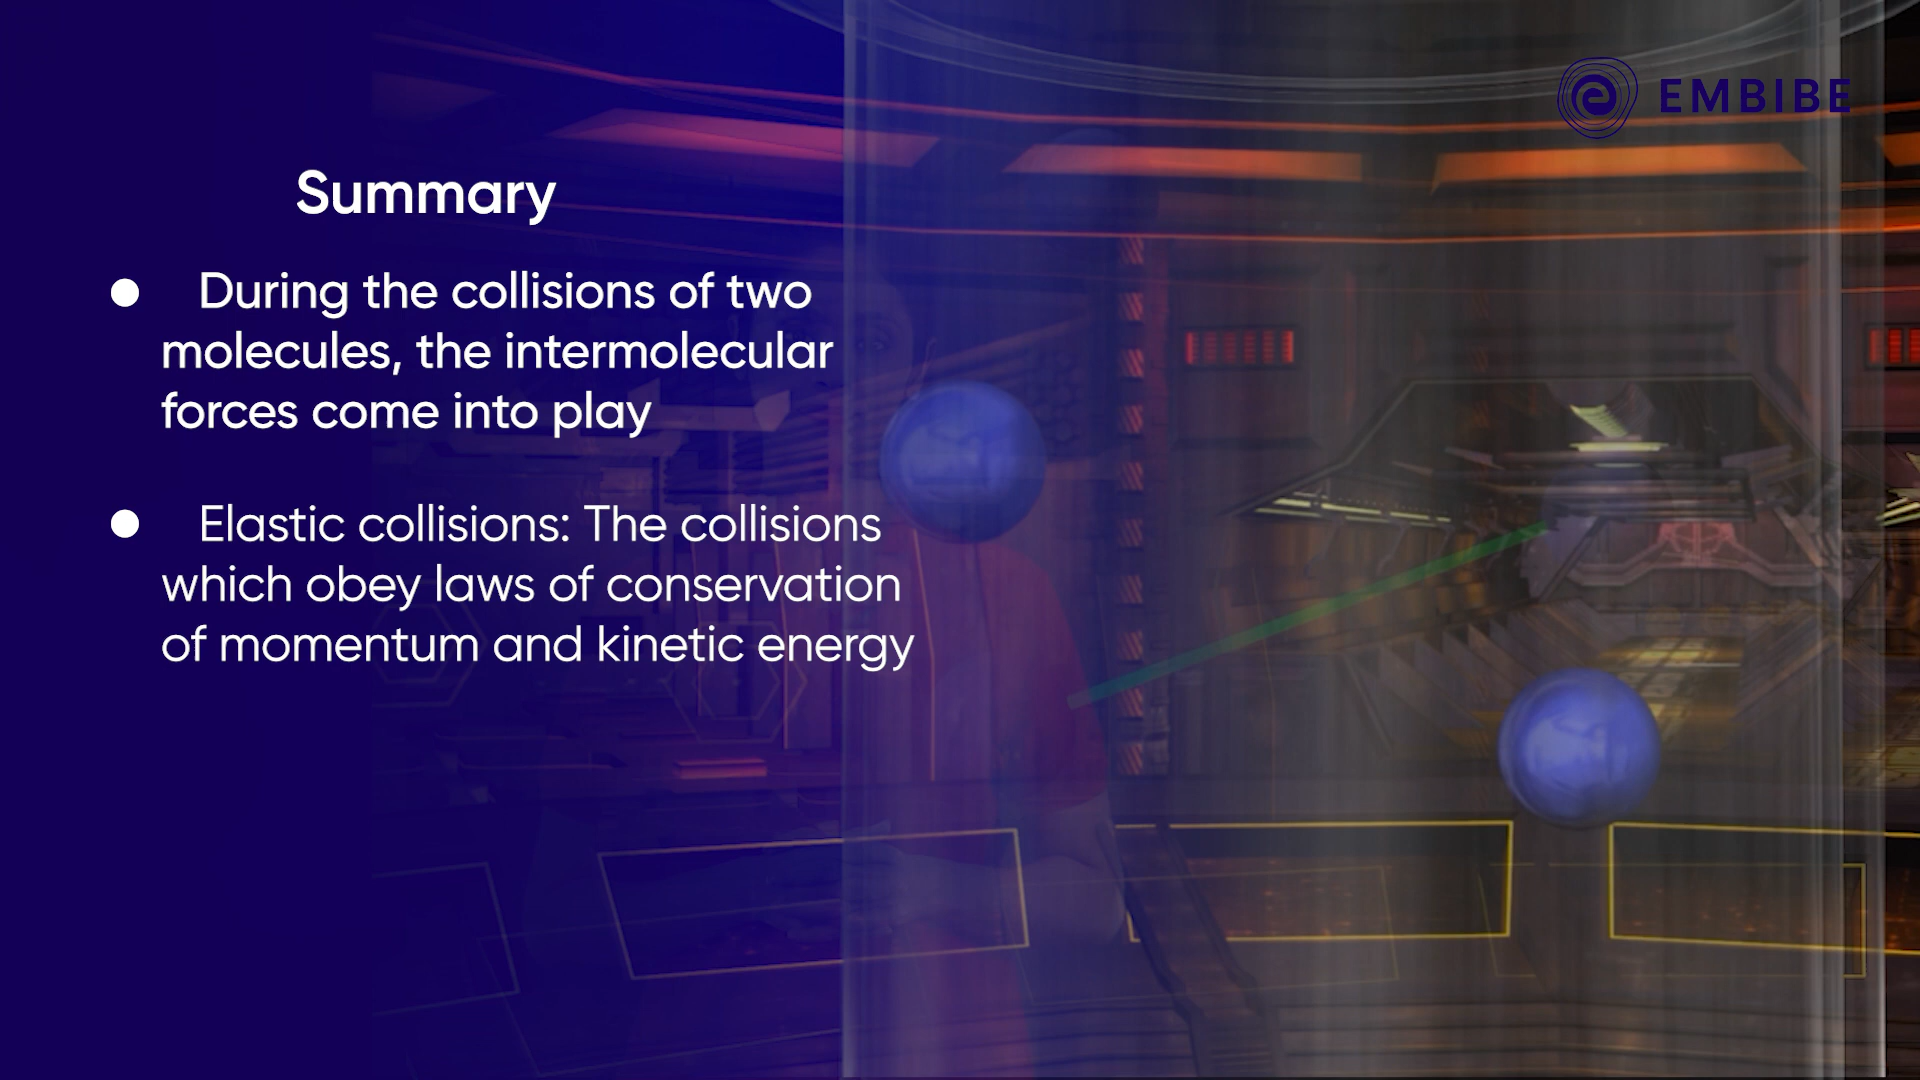 EMBIBE
Summary
● During the collisions of two
molecules, the intermolecular
forces come into play
● Elastic collisions: The collisions
which obey laws of conservation
of momentum and kinetic energy